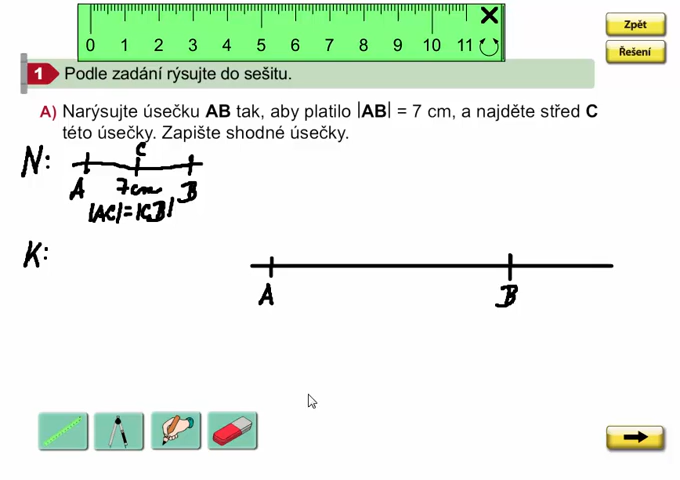 0 1 2 3 4 5 6 7 8 9 10 11
Zpět
Řešení
1 Podle zadání rýsujte do sešitu.
A) Narýsujte úsečku AB tak, aby platilo |AB| = 7 cm, a najděte střed C
této úsečky. Zapište shodné úsečky.
N:
C
A 7cm B
|AC|=|CB|
K:
A B